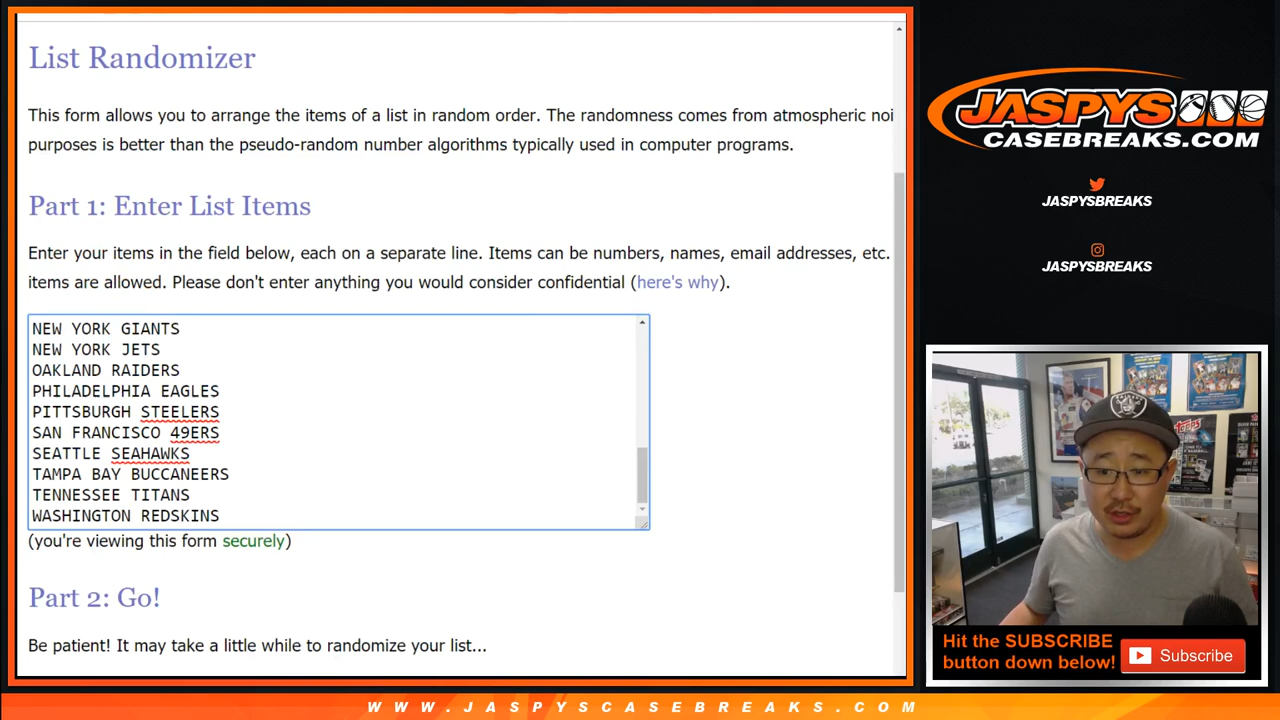 List Randomizer
This form allows you to arrange the items of a list in random order. The randomness comes from atmospheric noi
purposes is better than the pseudo-random number algorithms typically used in computer programs.
Part 1: Enter List Items
Enter your items in the field below, each on a separate line. Items can be numbers, names, email addresses, etc.
items are allowed. Please don't enter anything you would consider confidential (here's why).
NEW YORK GIANTS
NEW YORK JETS
OAKLAND RAIDERS
PHILADELPHIA EAGLES
PITTSBURGH STEELERS
SAN FRANCISCO 49ERS
SEATTLE SEAHAWKS
TAMPA BAY BUCCANEERS
TENNESSEE TITANS
WASHINGTON REDSKINS
(you're viewing this form securely)
Part 2: Go!
Be patient! It may take a little while to randomize your list...
JASPYS
CASEBREAKS.COM
JASPYSBREAKS
JASPYSBREAKS
topps
RAIDERS
Hit the SUBSCRIBE
button down below!
Subscribe
WWW.JASPYSCASEBREAKS.COM